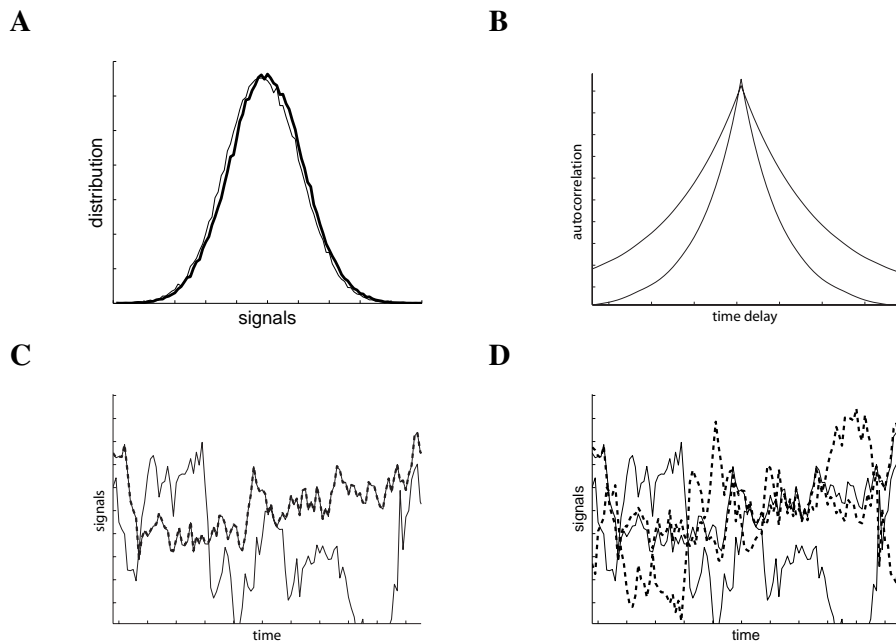 A
B
distribution
signals
autocorrelation
time delay
C
D
signals
time
signals
time